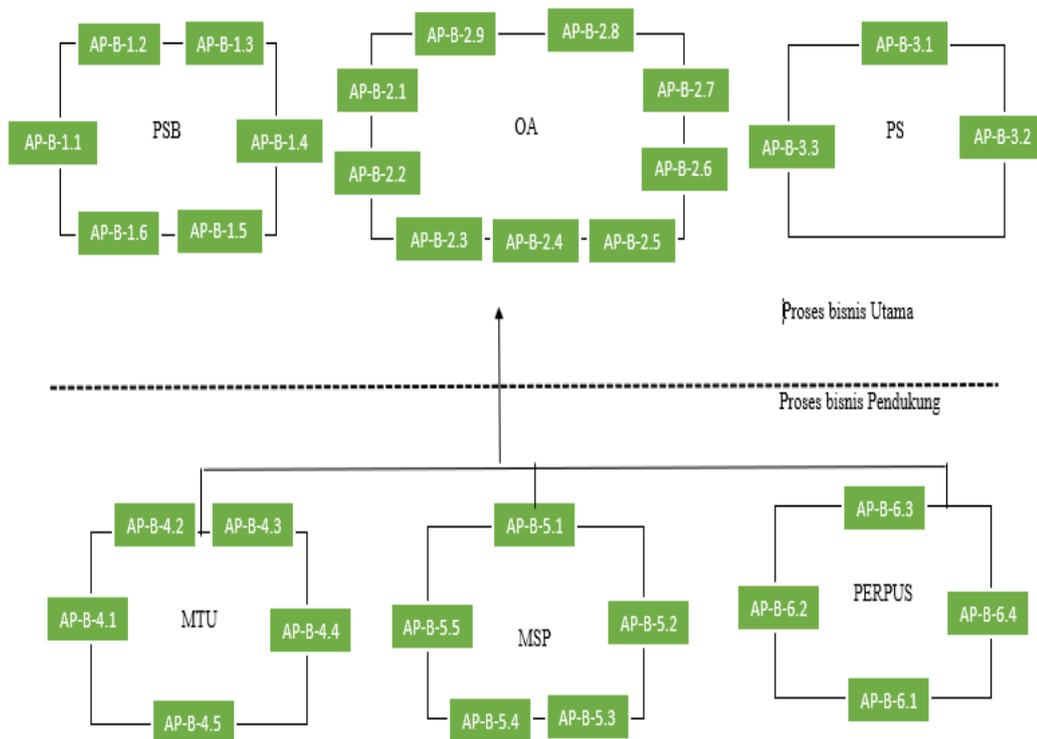 AP-B-1.2
AP-B-1.3
AP-B-1.1
PSB
AP-B-1.4
AP-B-1.6
AP-B-1.5
AP-B-2.9
AP-B-2.8
AP-B-2.1
AP-B-2.7
OA
AP-B-2.2
AP-B-2.6
AP-B-2.3
AP-B-2.4
AP-B-2.5
AP-B-3.1
PS
AP-B-3.3
AP-B-3.2
Proses bisnis Utama
Proses bisnis Pendukung
AP-B-4.2
AP-B-4.3
AP-B-4.1
MTU
AP-B-4.4
AP-B-4.5
AP-B-5.1
AP-B-5.5
AP-B-5.2
MSP
AP-B-5.4
AP-B-5.3
AP-B-6.3
PERPUS
AP-B-6.2
AP-B-6.4
AP-B-6.1